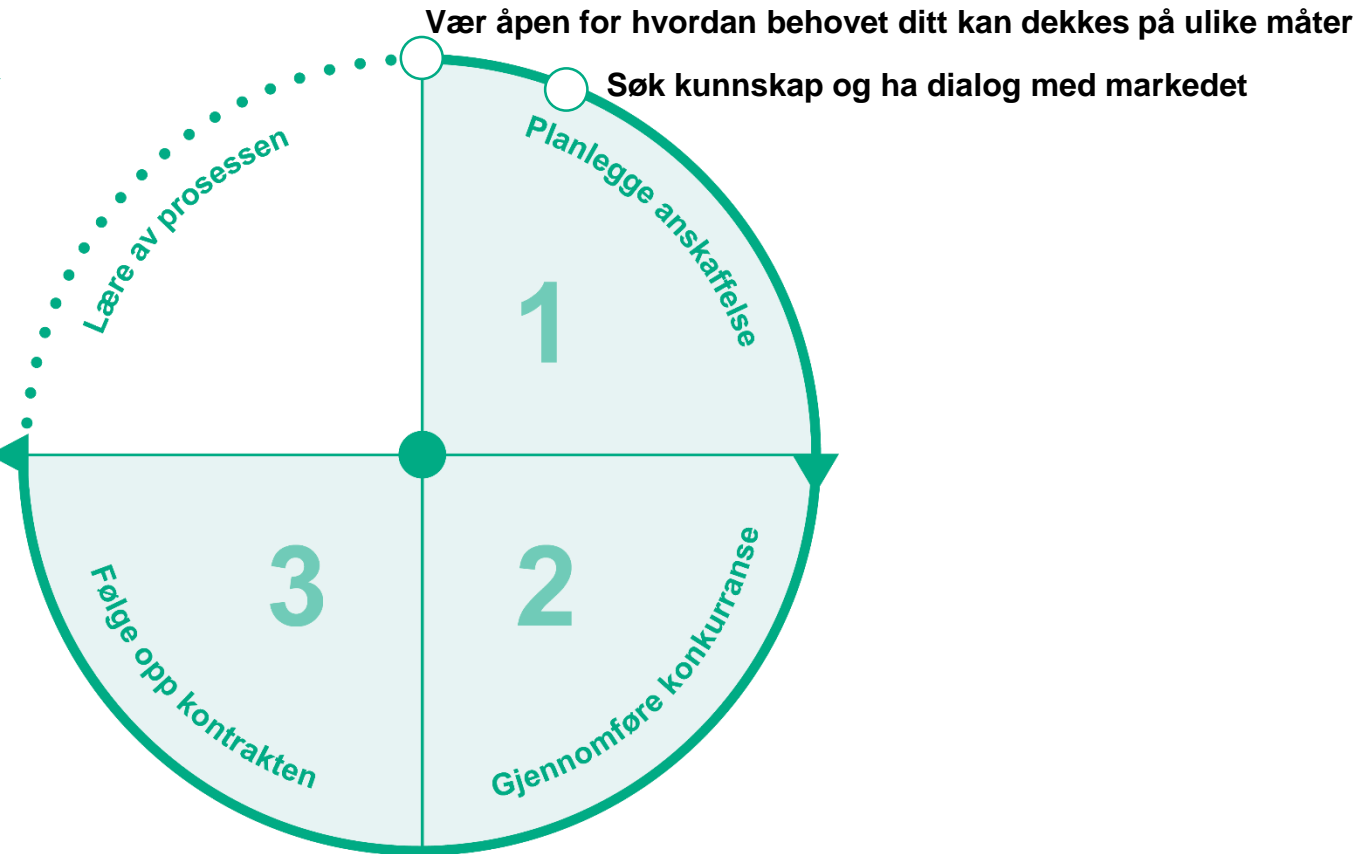 Vær åpen for hvordan behovet ditt kan dekkes på ulike måter
Søk kunnskap og ha dialog med markedet
Planlegge anskaffelse
Lære av prosessen
1
3
2
Følge opp kontrakten
Gjennomføre konkurranse